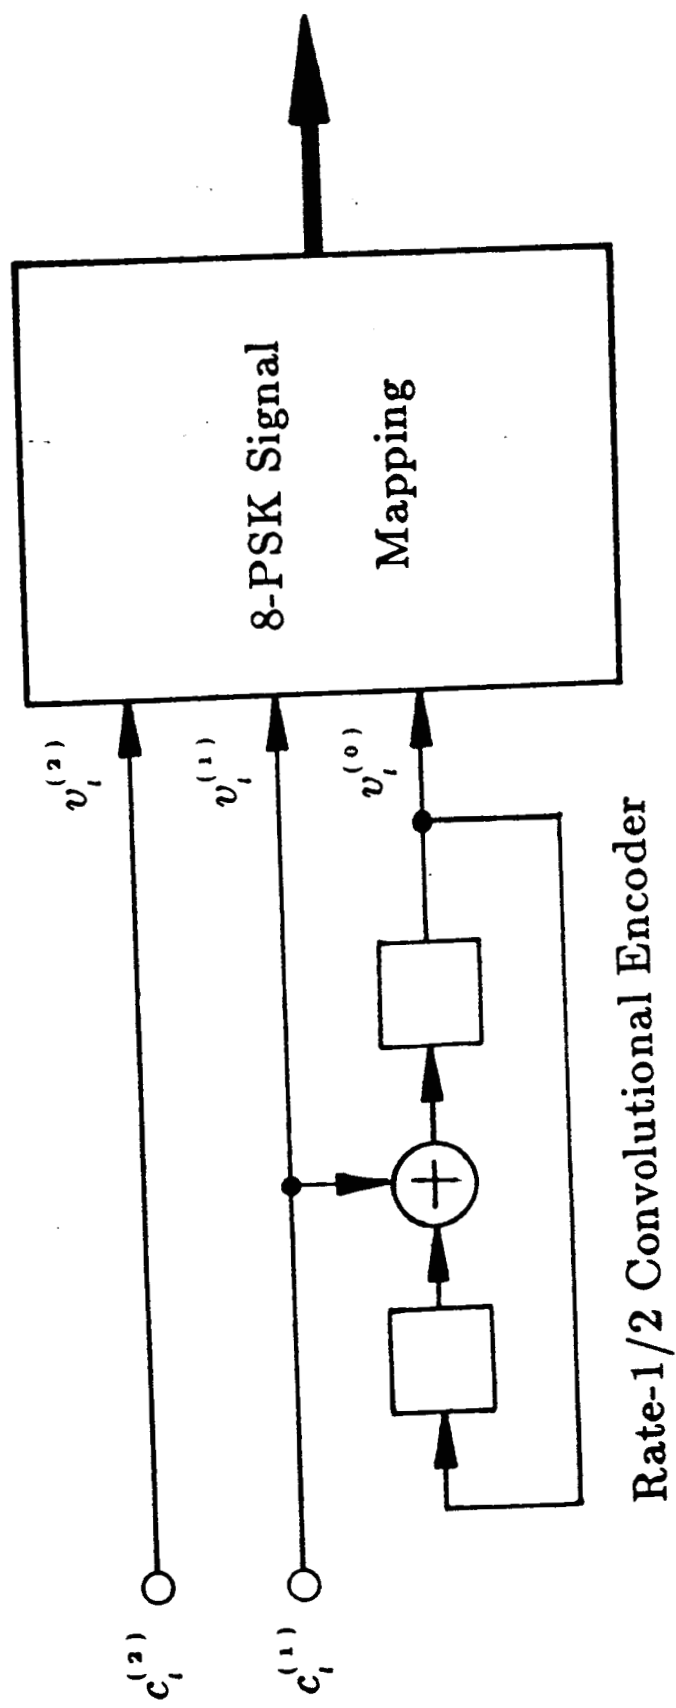 c_i^{(2)}
v_i^{(2)}
8-PSK Signal
Mapping
c_i^{(1)}
v_i^{(1)}
v_i^{(0)}
+
Rate-1/2 Convolutional Encoder